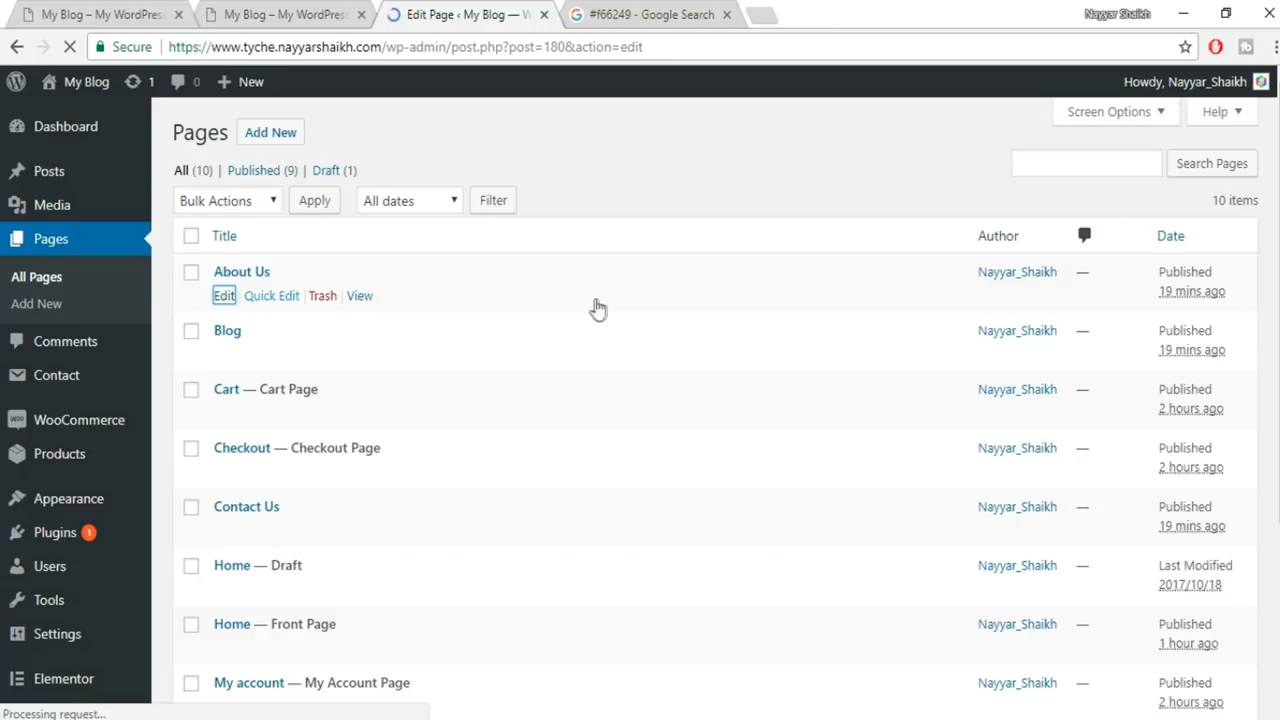 My Blog – My WordPres
My Blog – My WordPres
Edit Page ‹ My Blog — W
#f66249 - Google Search
Nayyar Shaikh
Secure
https://www.tyche.nayyarshaikh.com/wp-admin/post.php?post=180&action=edit
My Blog
1
0
New
Howdy, Nayyar_Shaikh
Dashboard
Posts
Media
Pages
All Pages
Add New
Comments
Contact
WooCommerce
Products
Appearance
Plugins 1
Users
Tools
Settings
Elementor
Processing request...
Screen Options
Help
Pages
Add New
All (10) | Published (9) | Draft (1)
Search Pages
Bulk Actions
Apply
All dates
Filter
10 items
Title
Author
Date
About Us
Nayyar_Shaikh
—
Published
Edit | Quick Edit | Trash | View
19 mins ago
Blog
Nayyar_Shaikh
—
Published
19 mins ago
Cart — Cart Page
Nayyar_Shaikh
—
Published
2 hours ago
Checkout — Checkout Page
Nayyar_Shaikh
—
Published
2 hours ago
Contact Us
Nayyar_Shaikh
—
Published
19 mins ago
Home — Draft
Nayyar_Shaikh
—
Last Modified
2017/10/18
Home — Front Page
Nayyar_Shaikh
—
Published
1 hour ago
My account — My Account Page
Nayyar_Shaikh
—
Published
2 hours ago